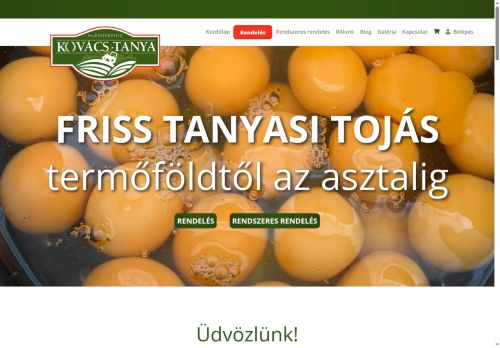 HAJDÚSZOBOSZLÓ
KOVÁCS-TANYA
Kezdőlap
Rendelés
Rendszeres rendelés
Rólunk
Blog
Galéria
Kapcsolat
Belépés
FRISS TANYASI TOJÁS
termőföldtől az asztalig
RENDELÉS
RENDSZERES RENDELÉS
Üdvözlünk!